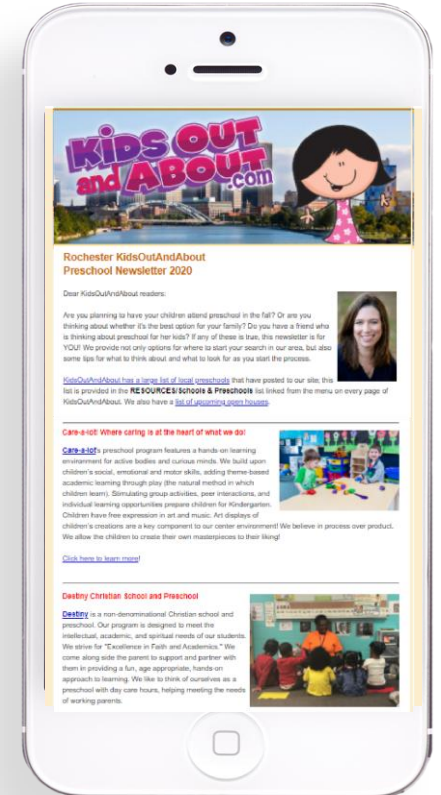 KiDS OUT
and ABOUT
.com
Rochester KidsOutAndAbout
Preschool Newsletter 2020
Dear KidsOutAndAbout readers:
Are you planning to have your children attend preschool in the fall? Or are you
thinking about whether it's the best option for your family? Do you have a friend who
is thinking about preschool for her kids? If any of these is true, this newsletter is for
YOU! We provide not only options for where to start your search in our area, but also
some tips for what to think about and what to look for as you start the process.
KidsOutAndAbout has a large list of local preschools that have posted to our site; this
list is provided in the RESOURCES/Schools & Preschools list linked from the menu on every page of
KidsOutAndAbout. We also have a list of upcoming open houses.
Care-a-lot: Where caring is at the heart of what we do!
Care-a-lot's preschool program features a hands on learning
environment for active bodies and curious minds. We build upon
children's social, emotional and motor skills, adding theme-based
academic learning through play (the natural method in which
children learn). Stimulating group activities, peer interactions, and
individual learning opportunities prepare children for Kindergarten.
Children have free expression in art and music. Art displays of
children's creations are a key component to our center environment! We believe in process over product.
We allow the children to create their own masterpieces to their liking!
Click here to learn more!
Destiny Christian School and Preschool
Destiny is a non-denominational Christian school and
preschool. Our program is designed to meet the
intellectual, academic, and spiritual needs of our students.
We strive for "Excellence in Faith and Academics." We
come along side the parent to support and partner with
them in providing a fun, age appropriate, hands-on
approach to learning. We like to think of ourselves as a
preschool with day care hours, helping meeting the needs
of working parents.